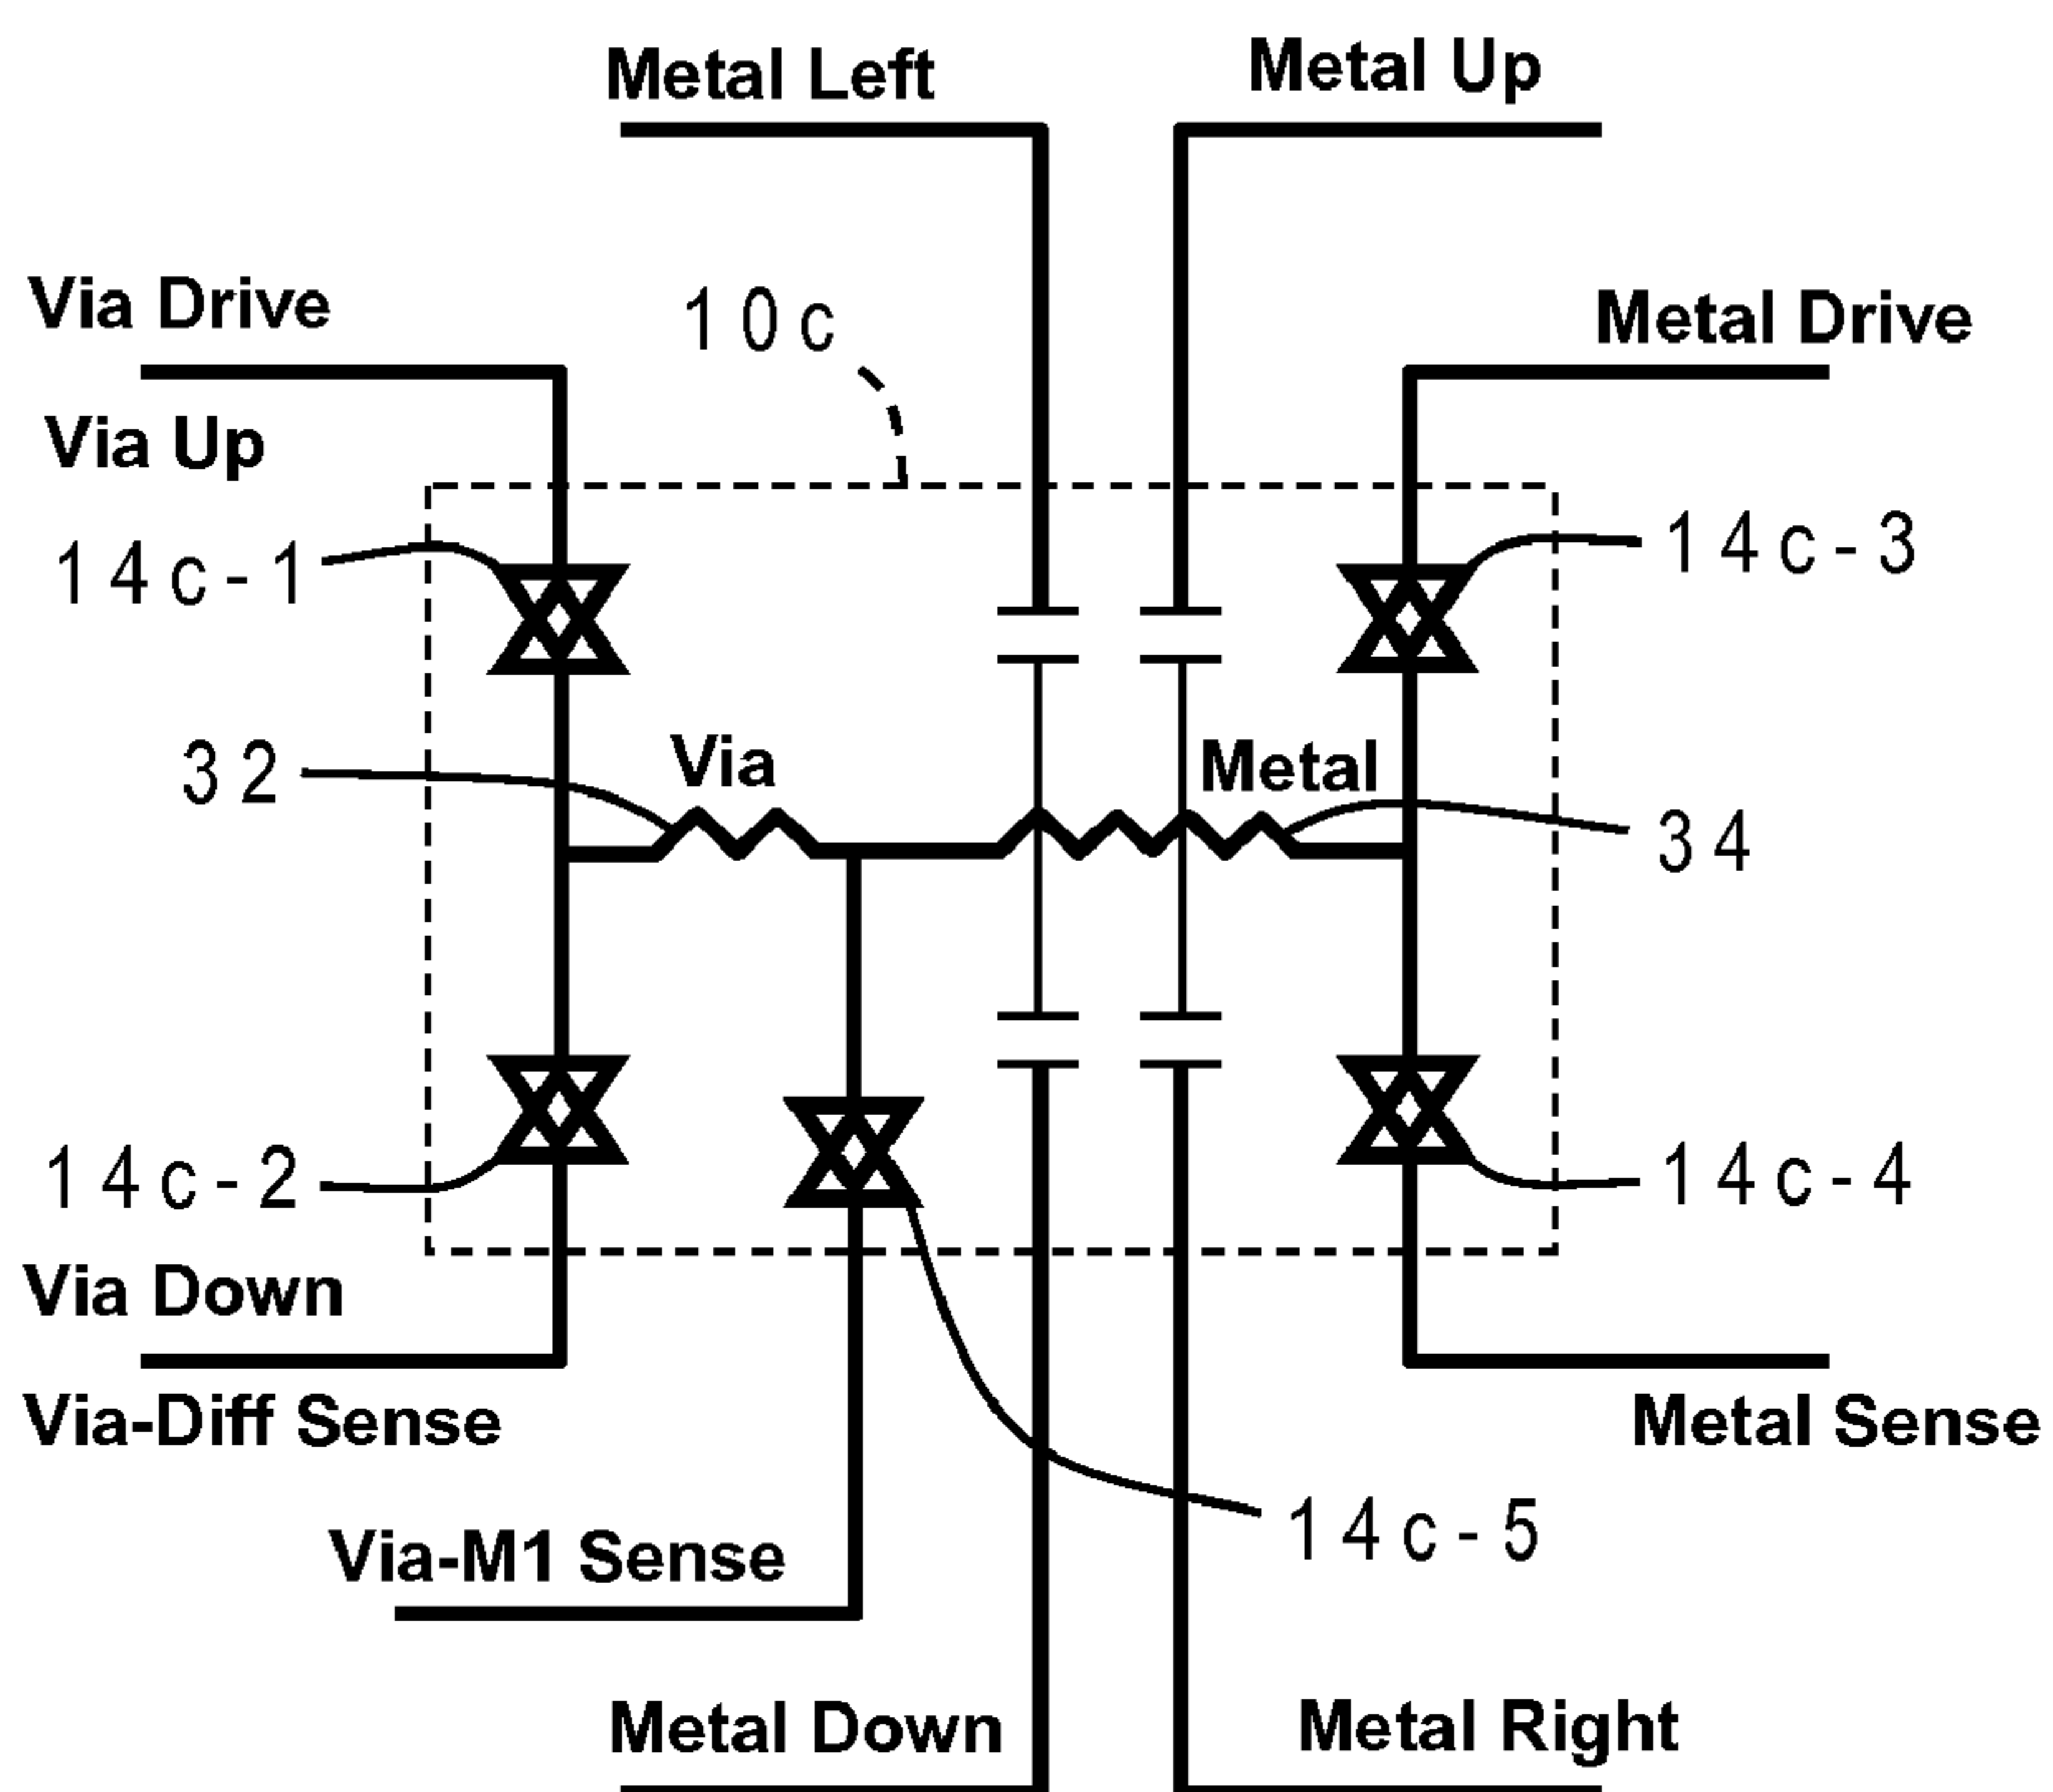 Metal Left
Metal Up
Via Drive
10c
Metal Drive
Via Up
14c-1
14c-3
32
Via
Metal
34
14c-2
14c-4
Via Down
Via-Diff Sense
Metal Sense
14c-5
Via-M1 Sense
Metal Down
Metal Right